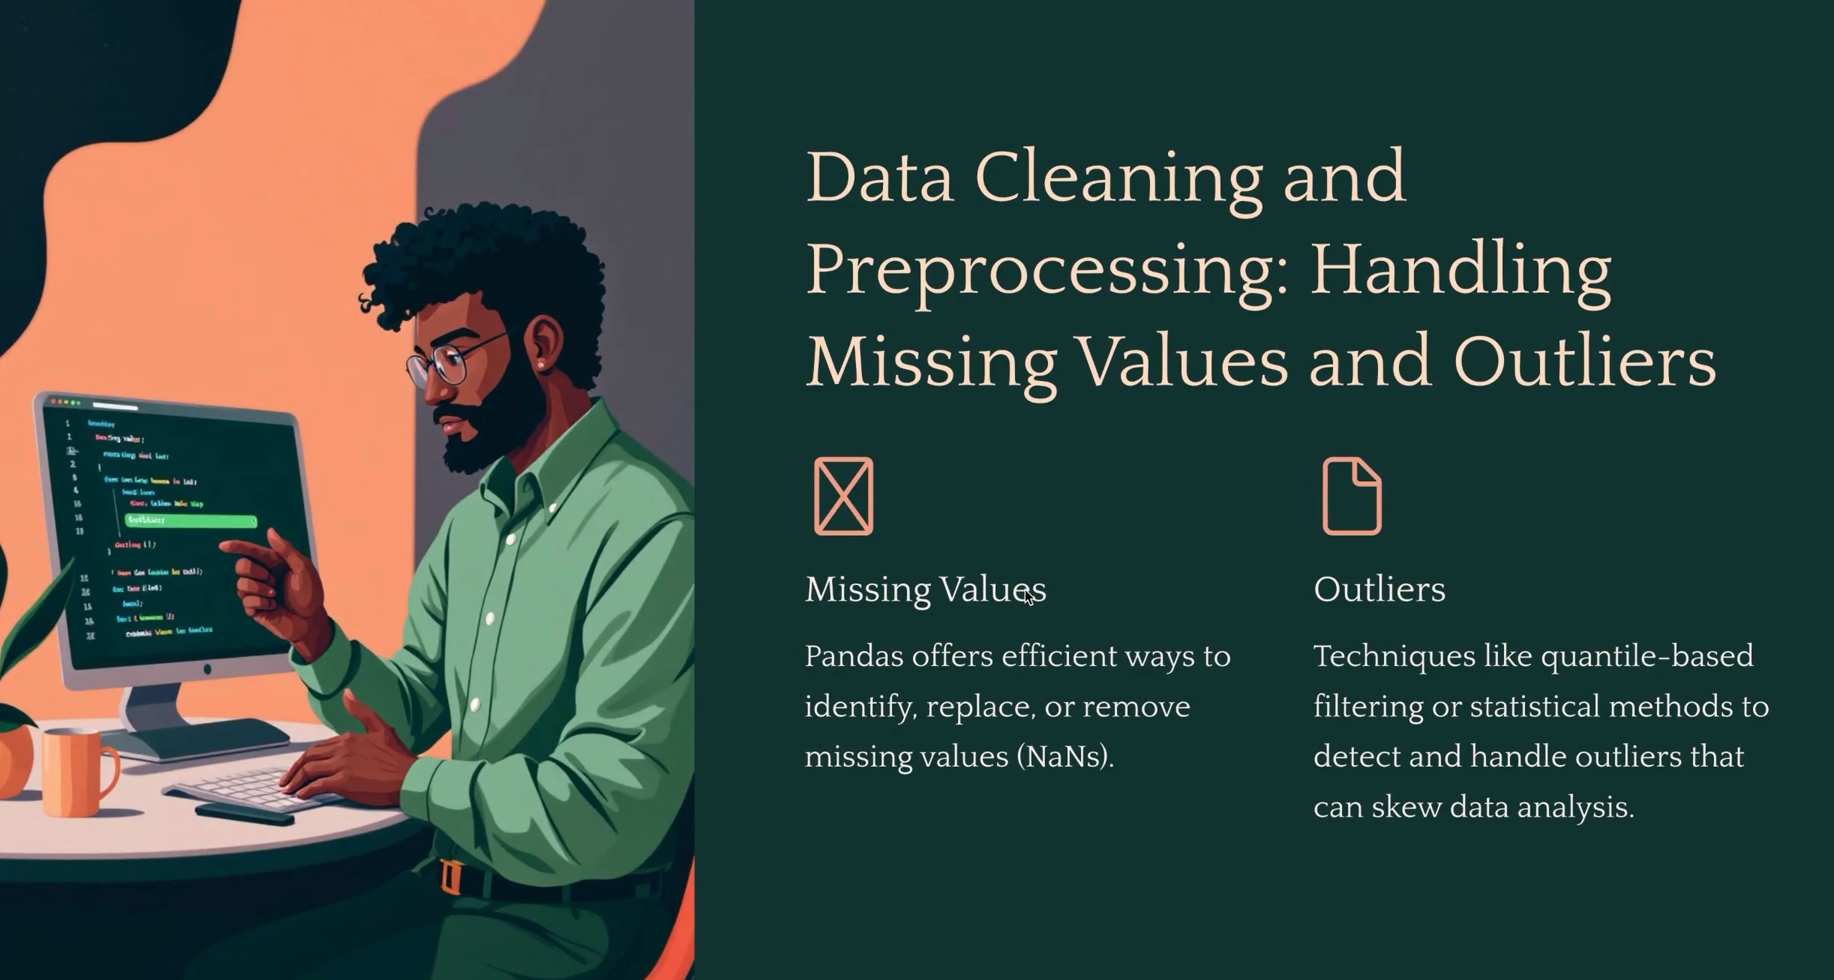 Data Cleaning and
Preprocessing: Handling
Missing Values and Outliers
Missing Values
Pandas offers efficient ways to
identify, replace, or remove
missing values (NaNs).
Outliers
Techniques like quantile-based
filtering or statistical methods to
detect and handle outliers that
can skew data analysis.